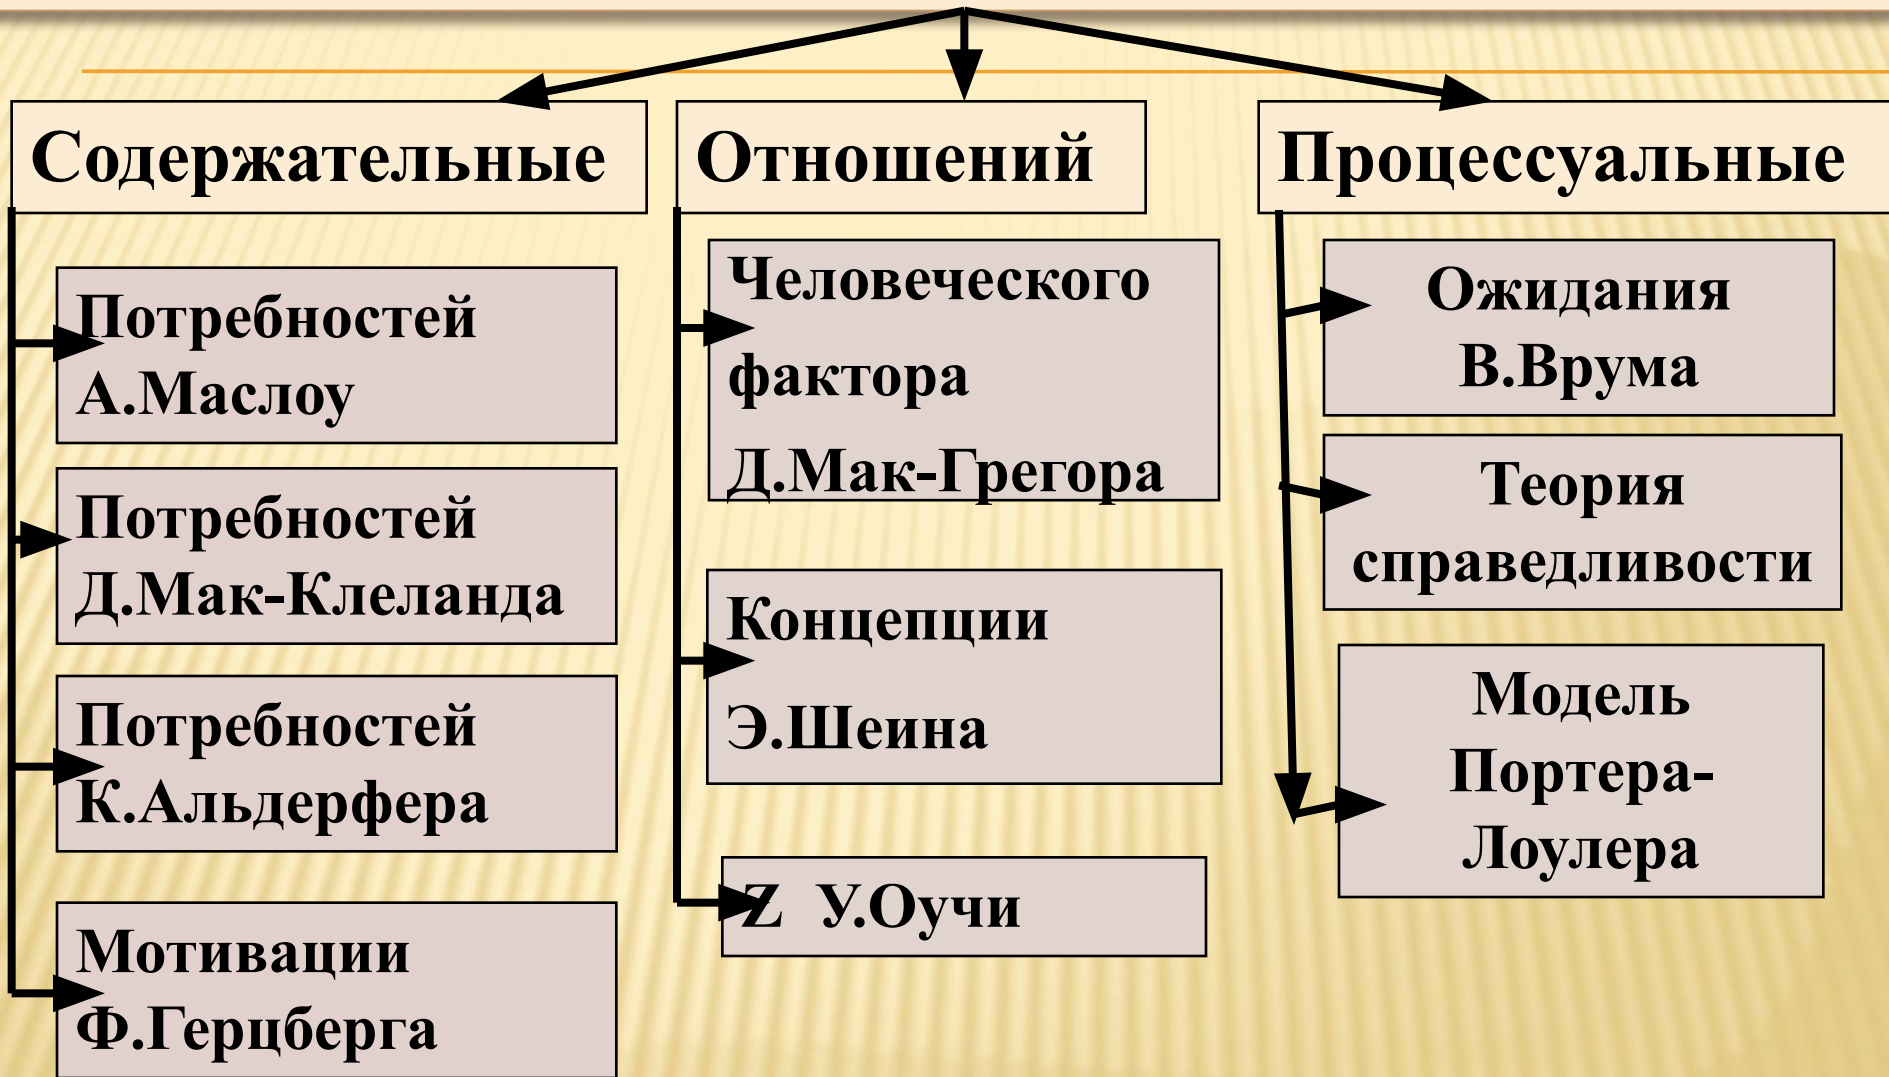 Содержательные
Потребностей
А.Маслоу
Потребностей
Д.Мак-Клеланда
Потребностей
К.Альдерфера
Мотивации
Ф.Герцберга
Отношений
Человеческого
фактора
Д.Мак-Грегора
Концепции
Э.Шеина
Z У.Оучи
Процессуальные
Ожидания
В.Врума
Теория
справедливости
Модель
Портера-
Лоулера